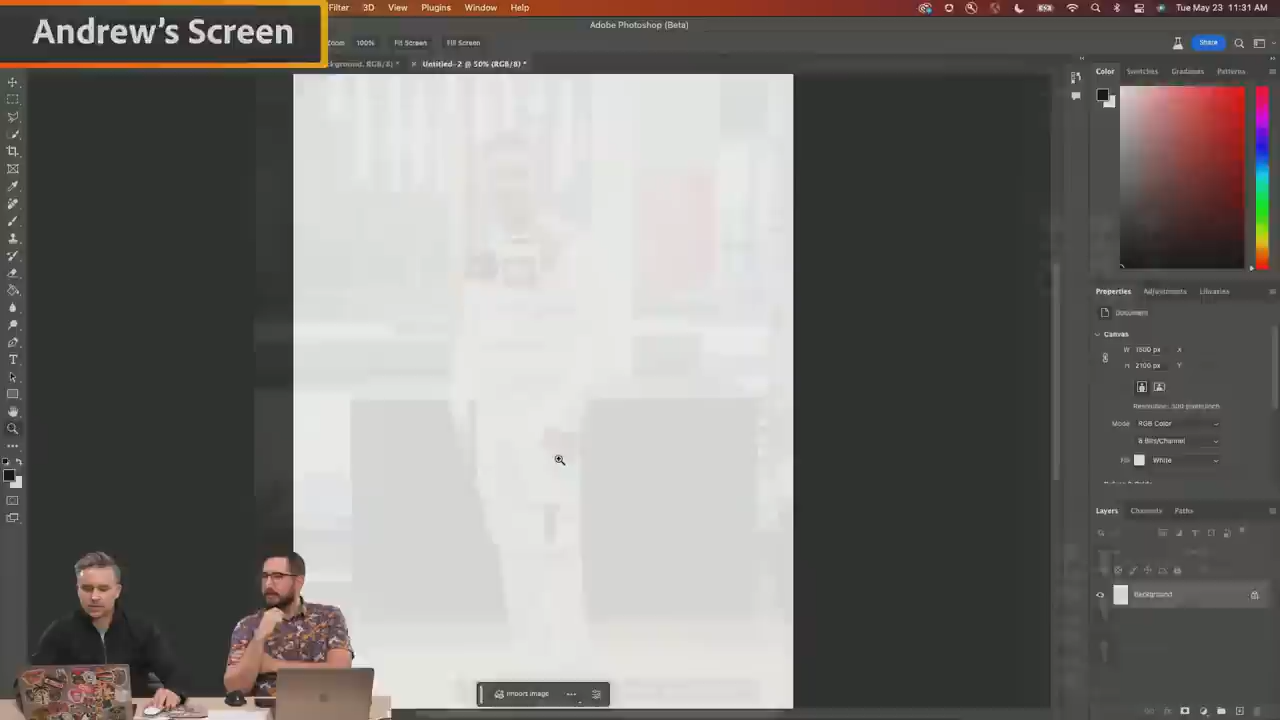 Andrew's Screen
Filter 3D View Plugins Window Help
Tue May 23 11:31 AM
Adobe Photoshop (Beta)
100% Fit Screen Fill Screen
Share
RGB/8) * × Untitled-2 @ 50% (RGB/8) *
Color Swatches Gradients Patterns
Properties Adjustments Libraries
Document
Canvas
W 1500 px X
H 2100 px Y
Resolution: 300 pixels/inch
Mode RGB Color
8 Bits/Channel
Fill White
Layers Channels Paths
Background
Import image